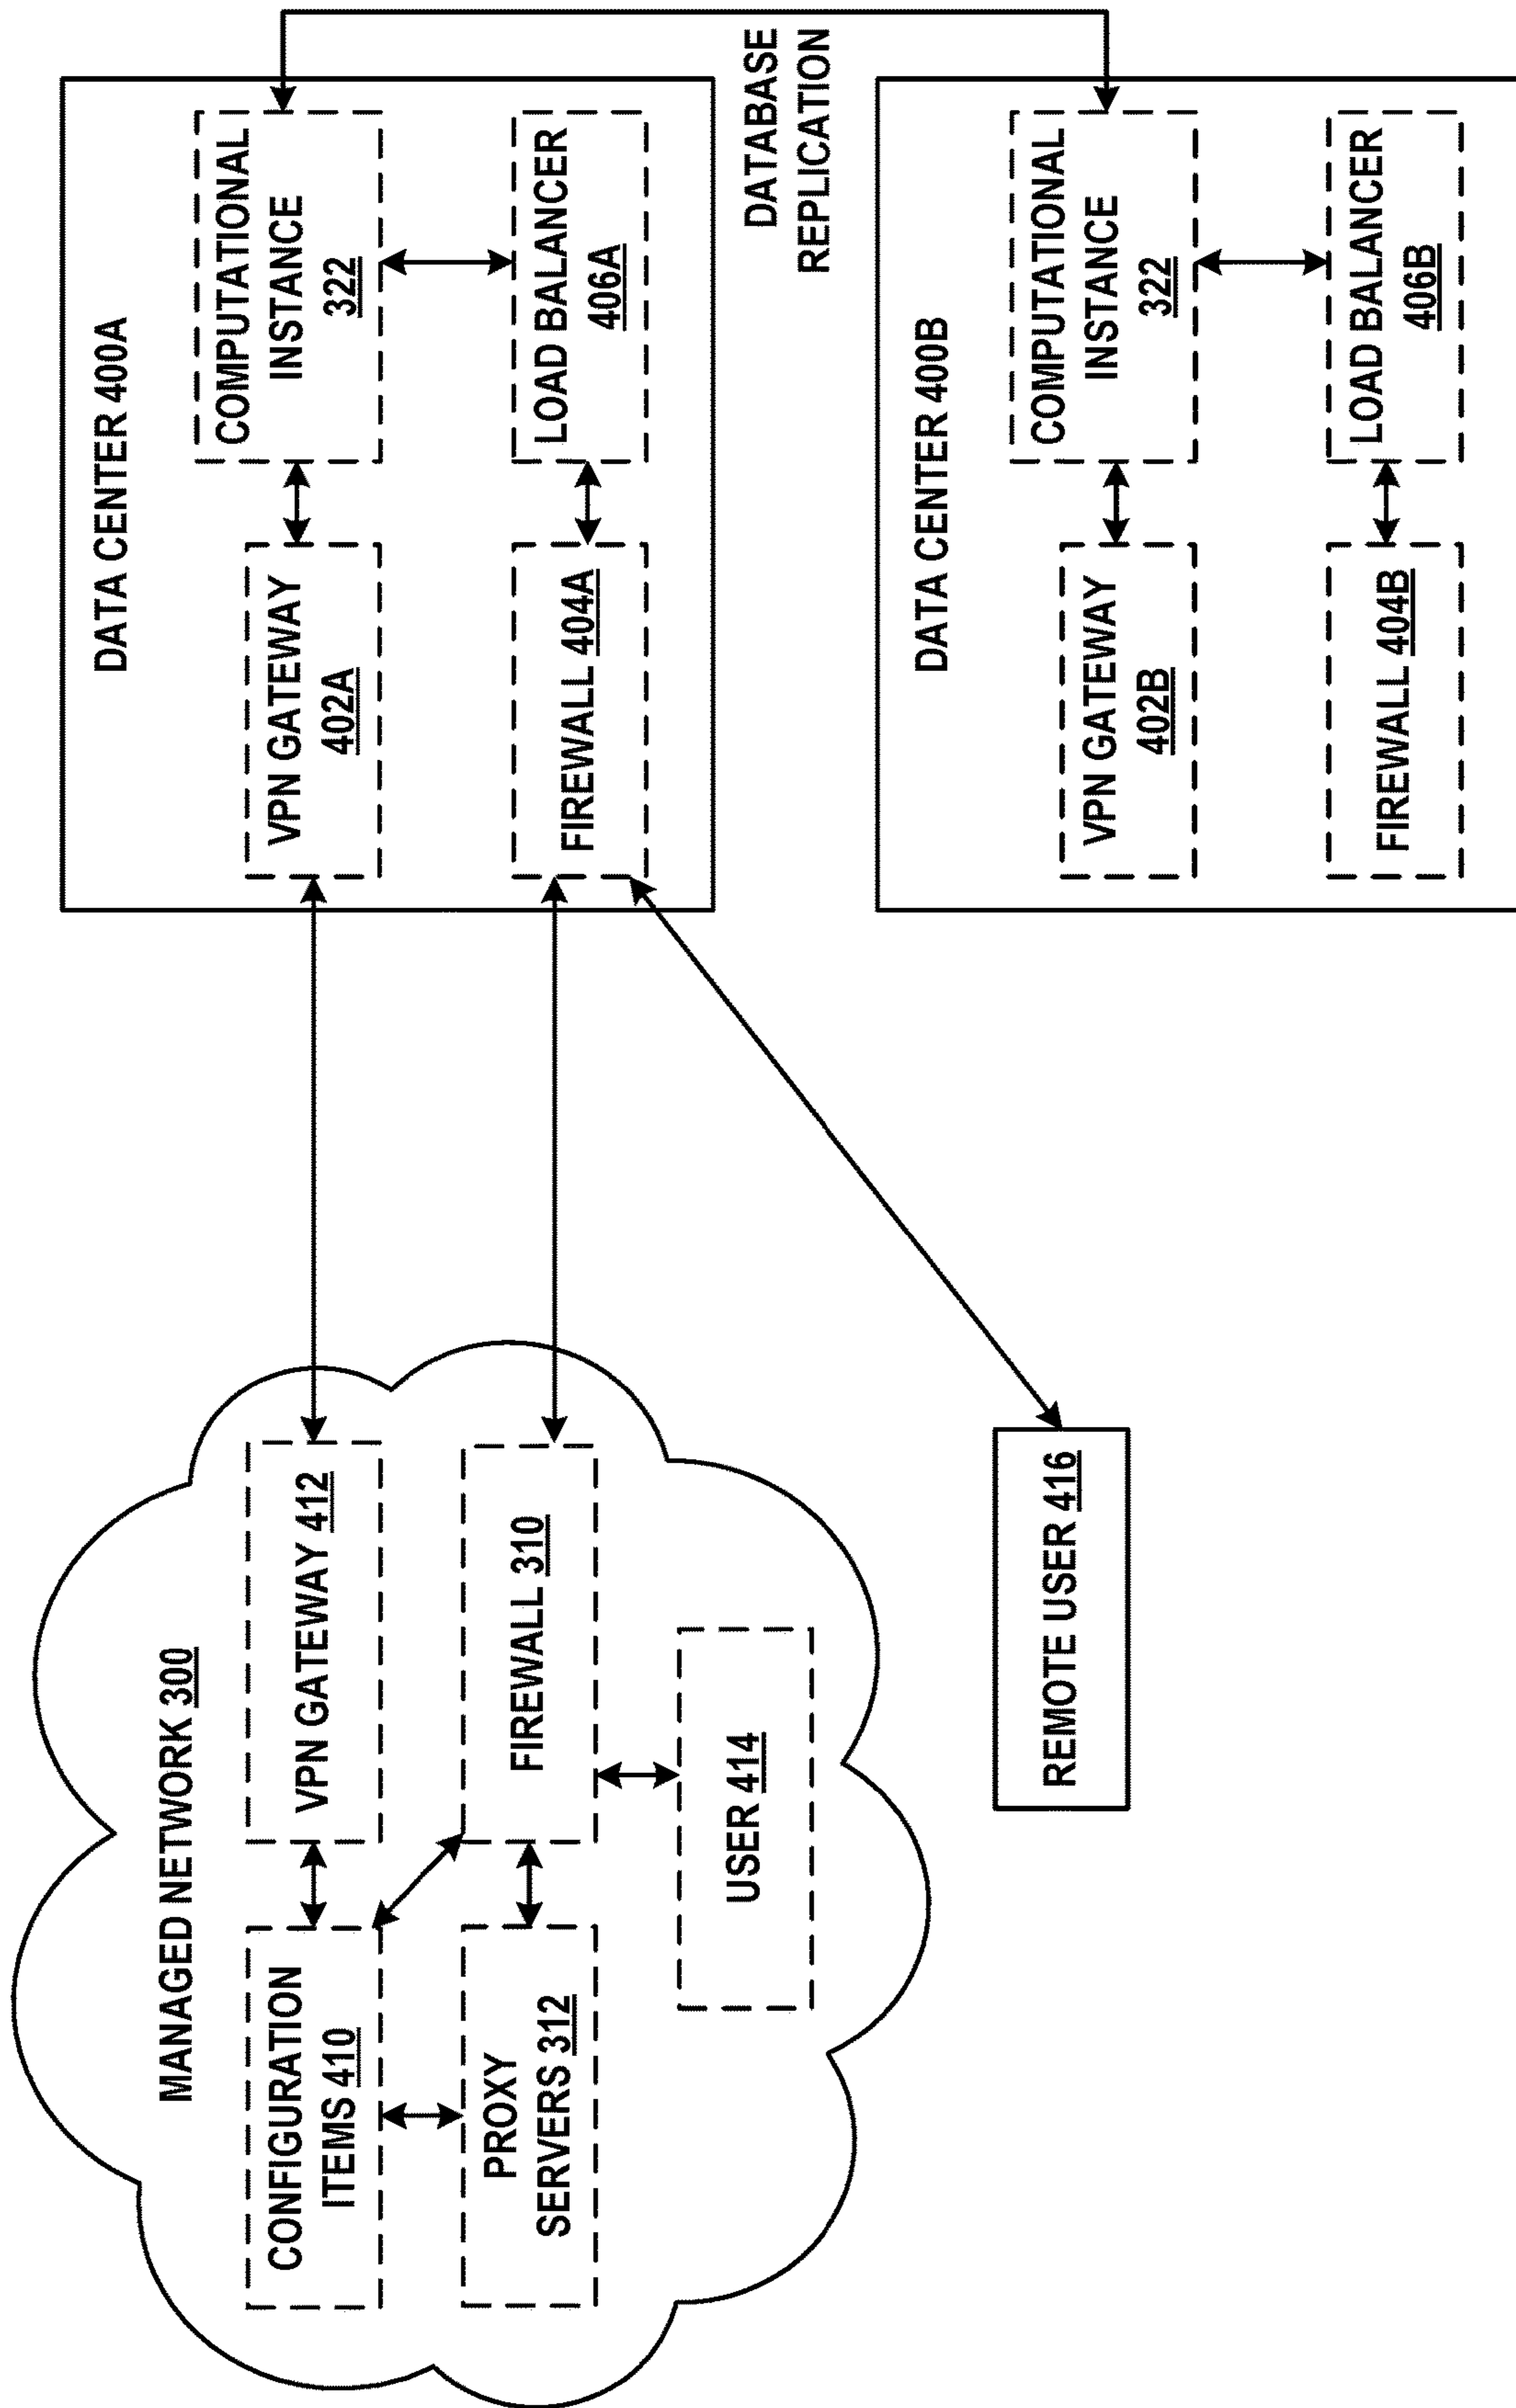 MANAGED NETWORK 300
CONFIGURATION
ITEMS 410
VPN GATEWAY 412
PROXY
SERVERS 312
FIREWALL 310
USER 414
REMOTE USER 416
DATA CENTER 400A
VPN GATEWAY
402A
COMPUTATIONAL
INSTANCE
322
FIREWALL 404A
LOAD BALANCER
406A
DATABASE
REPLICATION
DATA CENTER 400B
VPN GATEWAY
402B
COMPUTATIONAL
INSTANCE
322
FIREWALL 404B
LOAD BALANCER
406B